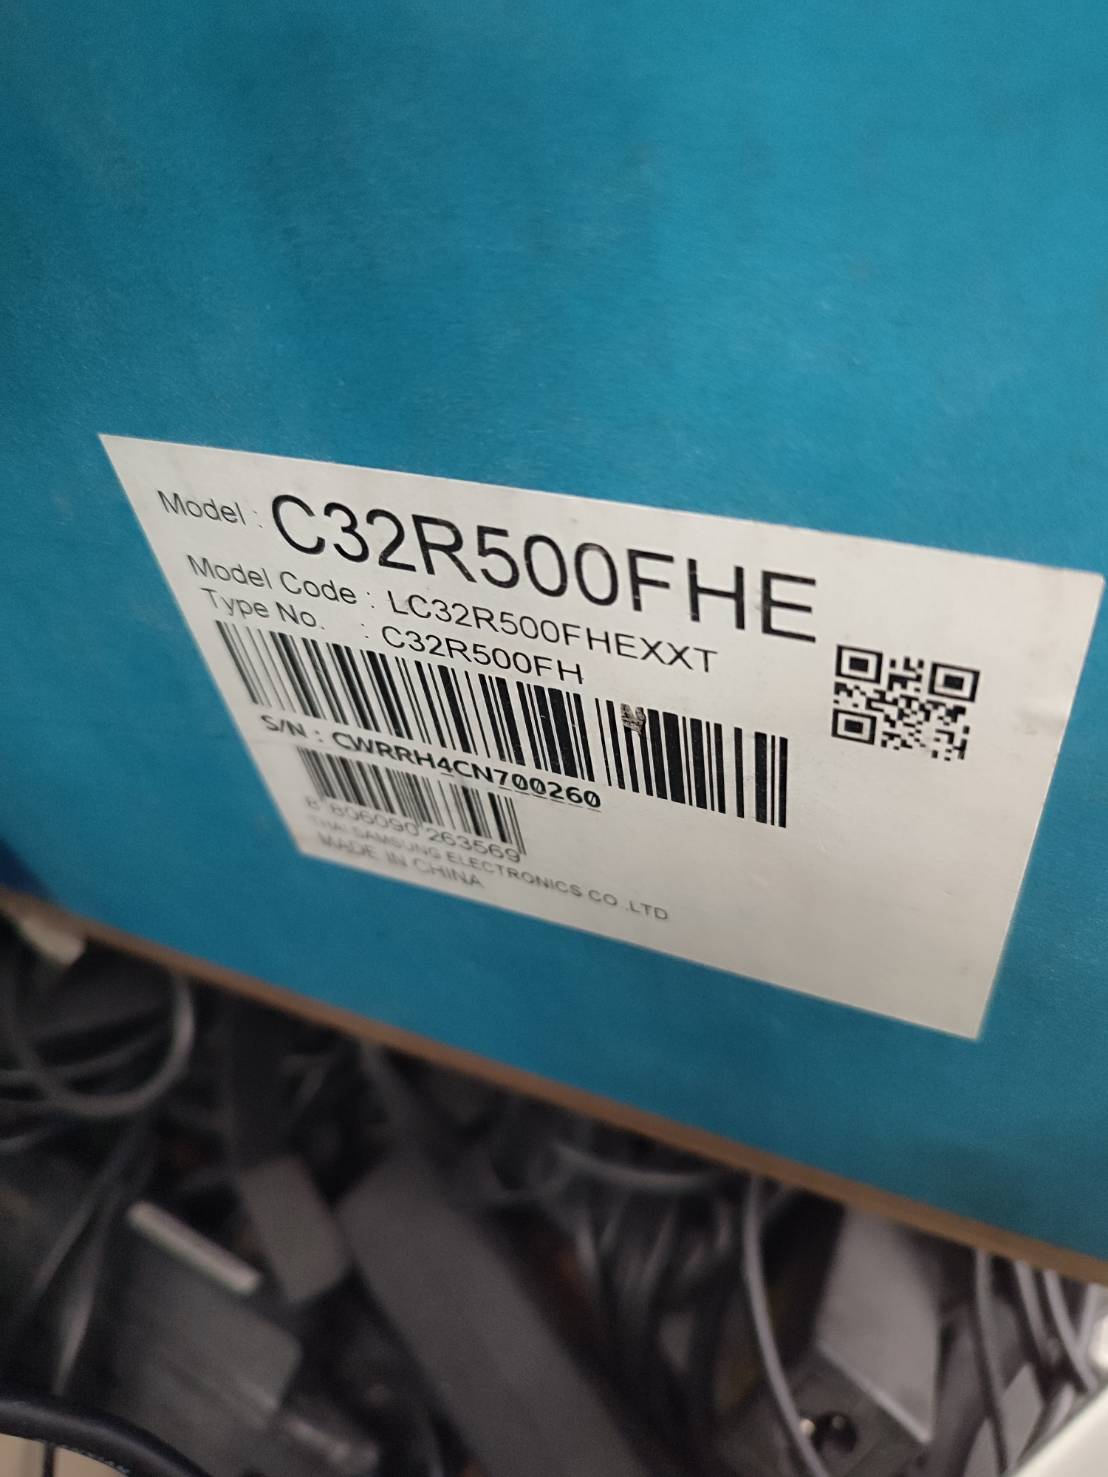 Model : C32R500FHE
Model Code : LC32R500FHEXXT
Type No. : C32R500FH
S/N : CWRRH4CN700260
8 806090 263569
THAI SAMSUNG ELECTRONICS CO .LTD
MADE IN CHINA